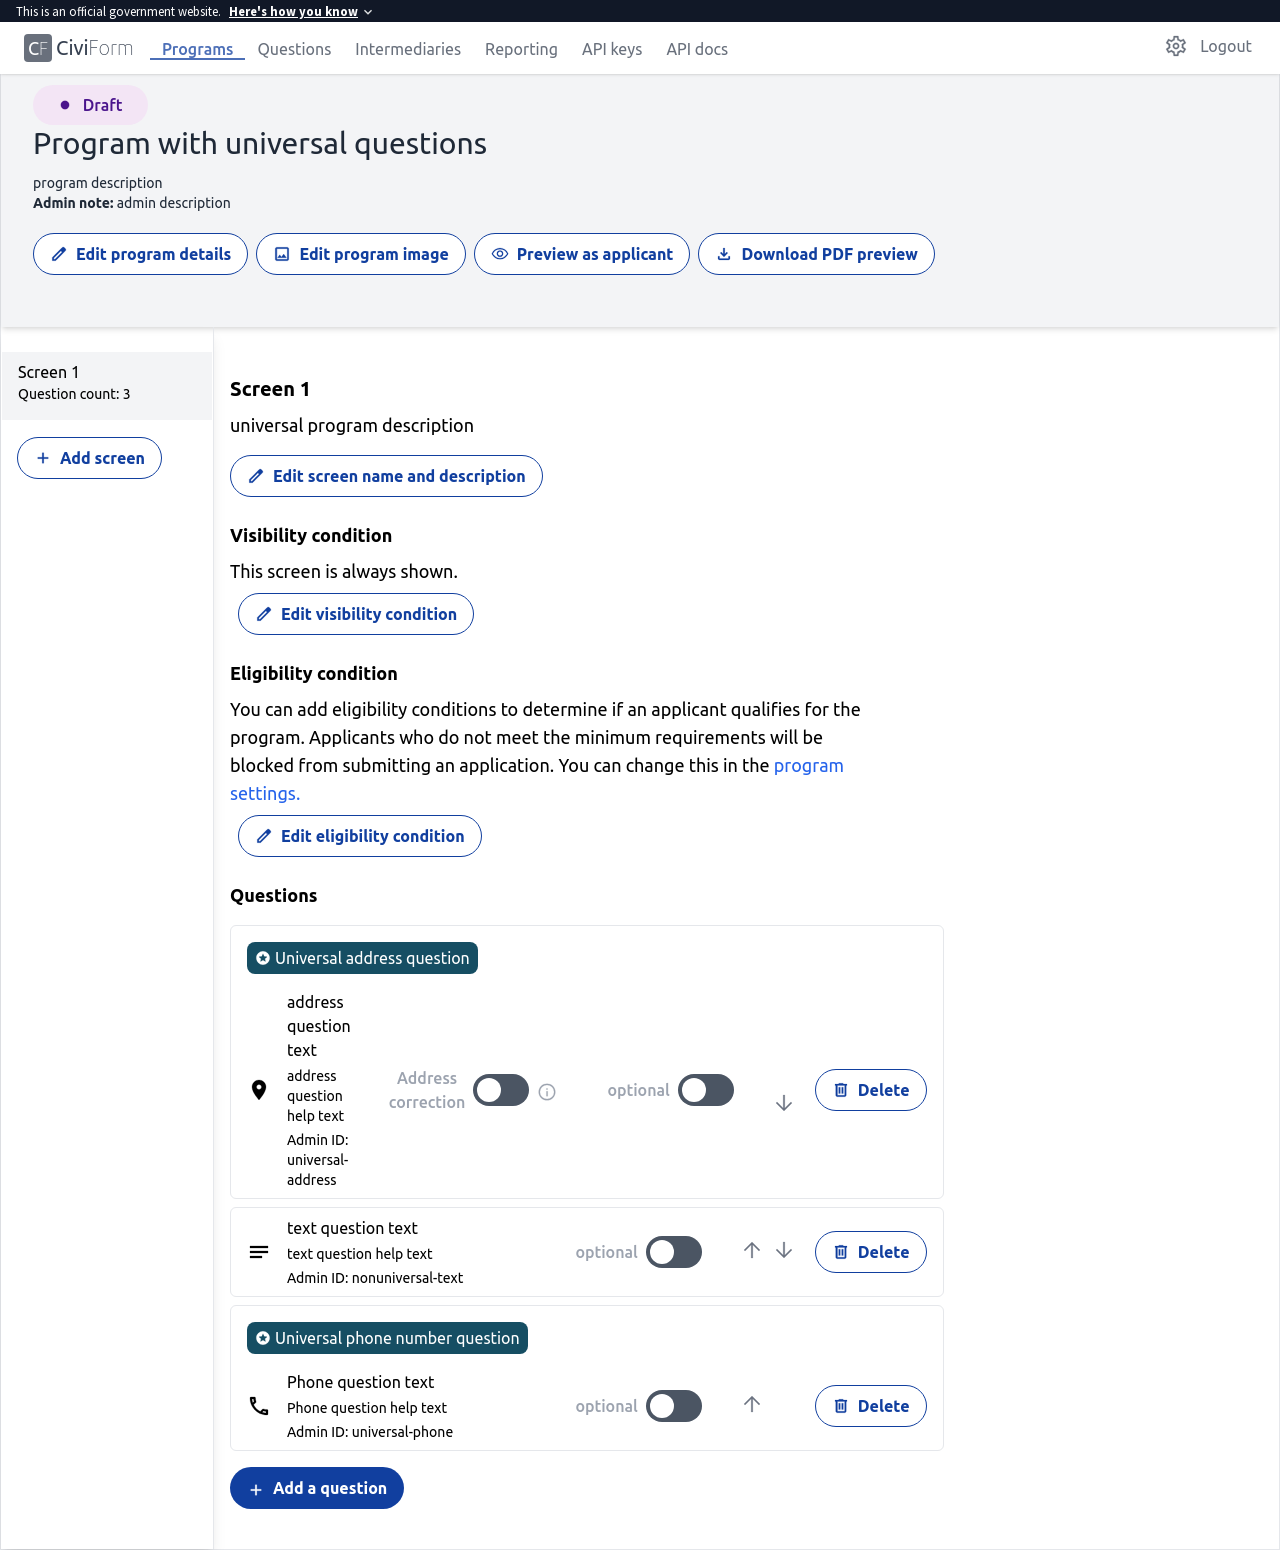 This is an official government website. Here's how you know
CF CiviForm Programs Questions Intermediaries Reporting API keys API docs Logout
Draft
Program with universal questions
program description
Admin note: admin description
Edit program details Edit program image Preview as applicant Download PDF preview
Screen 1
Question count: 3
Add screen
Screen 1
universal program description
Edit screen name and description
Visibility condition
This screen is always shown.
Edit visibility condition
Eligibility condition
You can add eligibility conditions to determine if an applicant qualifies for the
program. Applicants who do not meet the minimum requirements will be
blocked from submitting an application. You can change this in the program
settings.
Edit eligibility condition
Questions
Universal address question
address
question
text
address
question
help text
Admin ID:
universal-
address
Address
correction
optional
Delete
text question text
text question help text
Admin ID: nonuniversal-text
optional
Delete
Universal phone number question
Phone question text
Phone question help text
Admin ID: universal-phone
optional
Delete
Add a question